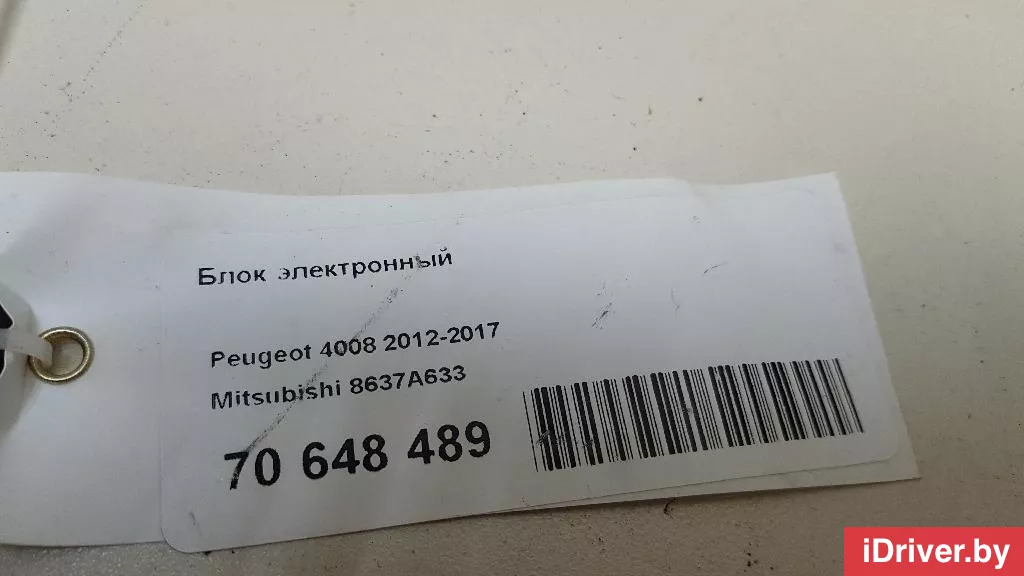 Блок электронный
Peugeot 4008 2012-2017
Mitsubishi 8637A633
70 648 489
iDriver.by